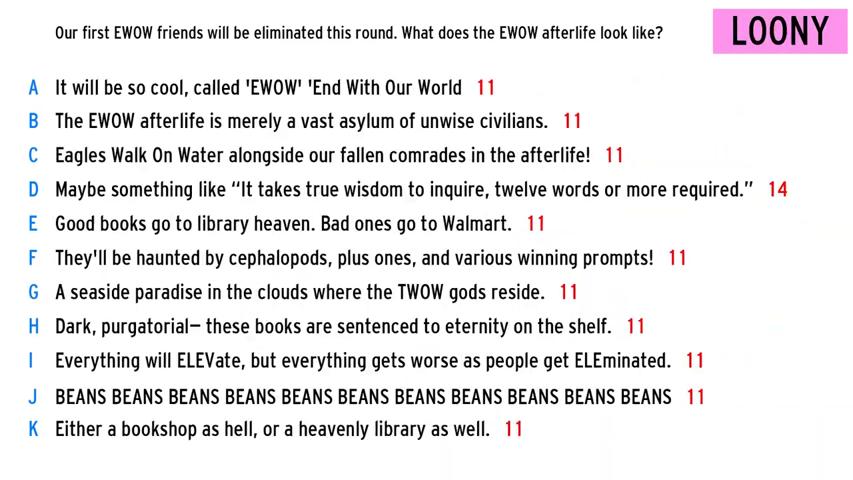 Our first EWOW friends will be eliminated this round. What does the EWOW afterlife look like?
LOONY
A It will be so cool, called 'EWOW' 'End With Our World 11
B The EWOW afterlife is merely a vast asylum of unwise civilians. 11
C Eagles Walk On Water alongside our fallen comrades in the afterlife! 11
D Maybe something like “It takes true wisdom to inquire, twelve words or more required.” 14
E Good books go to library heaven. Bad ones go to Walmart. 11
F They'll be haunted by cephalopods, plus ones, and various winning prompts! 11
G A seaside paradise in the clouds where the TWOW gods reside. 11
H Dark, purgatorial— these books are sentenced to eternity on the shelf. 11
I Everything will ELEVate, but everything gets worse as people get ELEminated. 11
J BEANS BEANS BEANS BEANS BEANS BEANS BEANS BEANS BEANS BEANS BEANS 11
K Either a bookshop as hell, or a heavenly library as well. 11